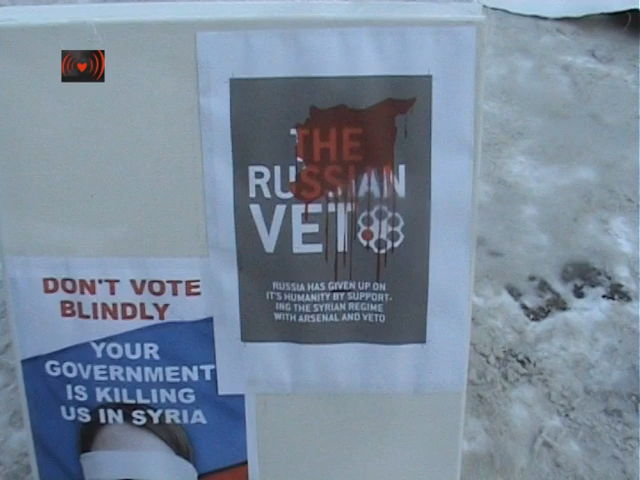 THE
RUSSIAN
VETO
RUSSIA HAS GIVEN UP ON
IT'S HUMANITY BY SUPPORT-
ING THE SYRIAN REGIME
WITH ARSENAL AND VETO
DON'T VOTE
BLINDLY
YOUR
GOVERNMENT
IS KILLING
US IN SYRIA